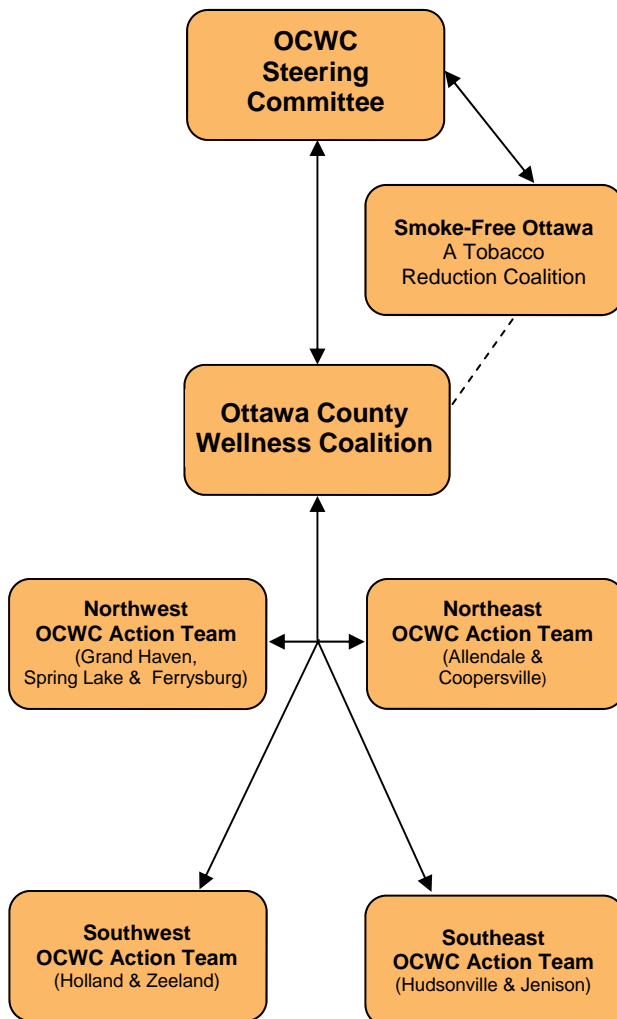 OCWC
Steering
Committee
Smoke-Free Ottawa
A Tobacco
Reduction Coalition
Ottawa County
Wellness Coalition
Northwest
OCWC Action Team
(Grand Haven,
Spring Lake & Ferrysburg)
Northeast
OCWC Action Team
(Allendale &
Coopersville)
Southwest
OCWC Action Team
(Holland & Zeeland)
Southeast
OCWC Action Team
(Hudsonville & Jenison)